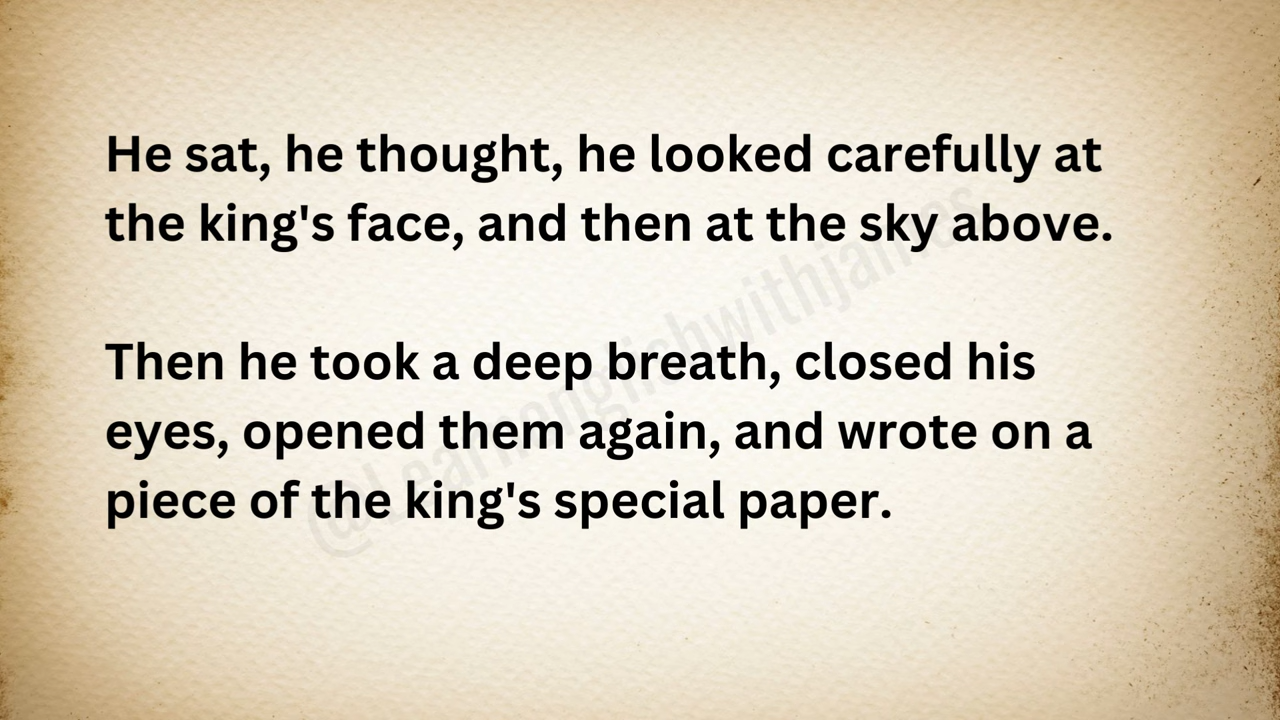 He sat, he thought, he looked carefully at
the king's face, and then at the sky above.
Then he took a deep breath, closed his
eyes, opened them again, and wrote on a
piece of the king's special paper.